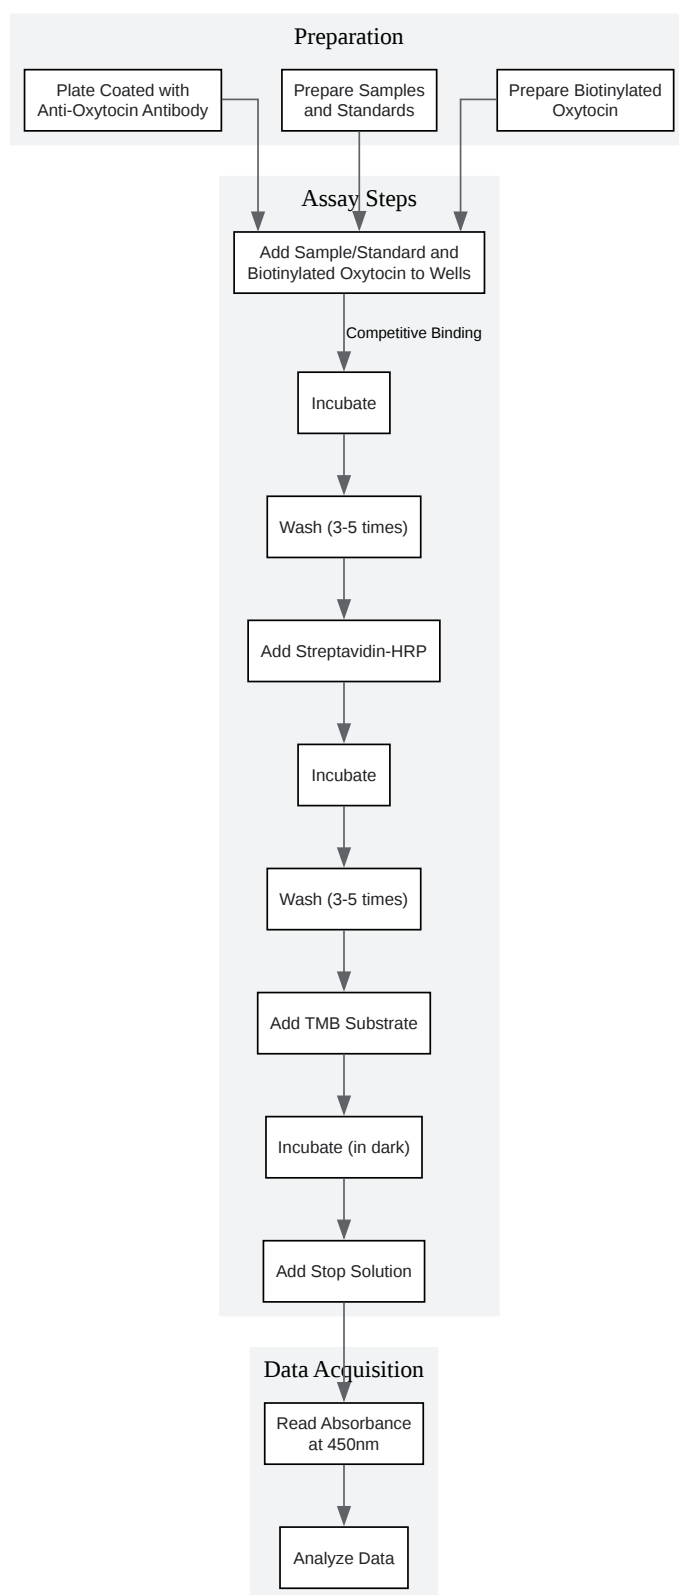 Preparation
Plate Coated with
Anti-Oxytocin Antibody
Prepare Samples
and Standards
Prepare Biotinylated
Oxytocin
Assay Steps
Add Sample/Standard and
Biotinylated Oxytocin to Wells
Competitive Binding
Incubate
Wash (3-5 times)
Add Streptavidin-HRP
Incubate
Wash (3-5 times)
Add TMB Substrate
Incubate (in dark)
Add Stop Solution
Data Acquisition
Read Absorbance
at 450nm
Analyze Data